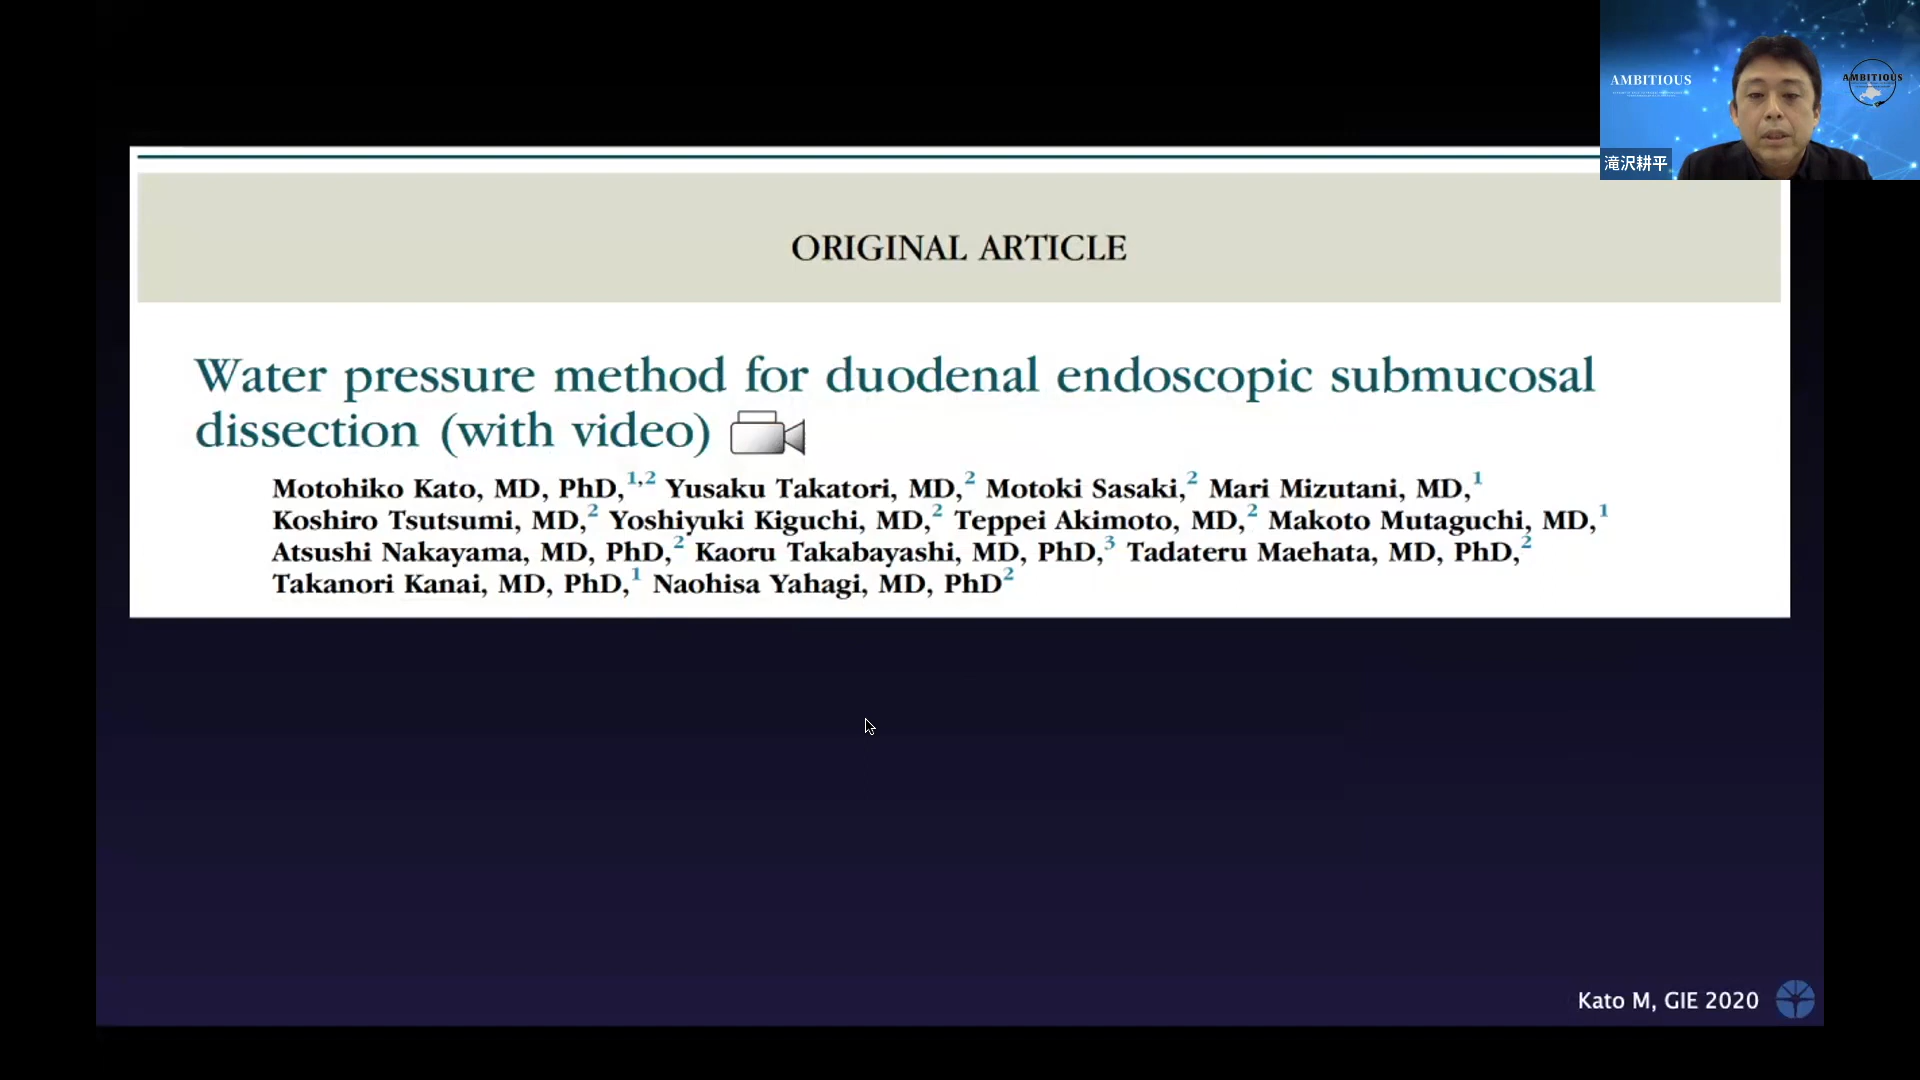 AMBITIOUS
AMBITIOUS
滝沢耕平
ORIGINAL ARTICLE
Water pressure method for duodenal endoscopic submucosal
dissection (with video)
Motohiko Kato, MD, PhD,1,2 Yusaku Takatori, MD,2 Motoki Sasaki,2 Mari Mizutani, MD,1
Koshiro Tsutsumi, MD,2 Yoshiyuki Kiguchi, MD,2 Teppei Akimoto, MD,2 Makoto Mutaguchi, MD,1
Atsushi Nakayama, MD, PhD,2 Kaoru Takabayashi, MD, PhD,3 Tadateru Maehata, MD, PhD,2
Takanori Kanai, MD, PhD,1 Naohisa Yahagi, MD, PhD2
Kato M, GIE 2020